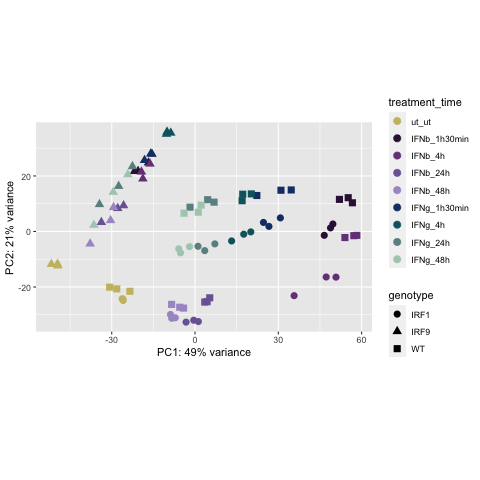 treatment_time
ut_ut
IFNb_1h30min
IFNb_4h
IFNb_24h
IFNb_48h
IFNg_1h30min
IFNg_4h
IFNg_24h
IFNg_48h
genotype
IRF1
IRF9
WT
PC2: 21% variance
20
0
-20
-30
0
30
60
PC1: 49% variance